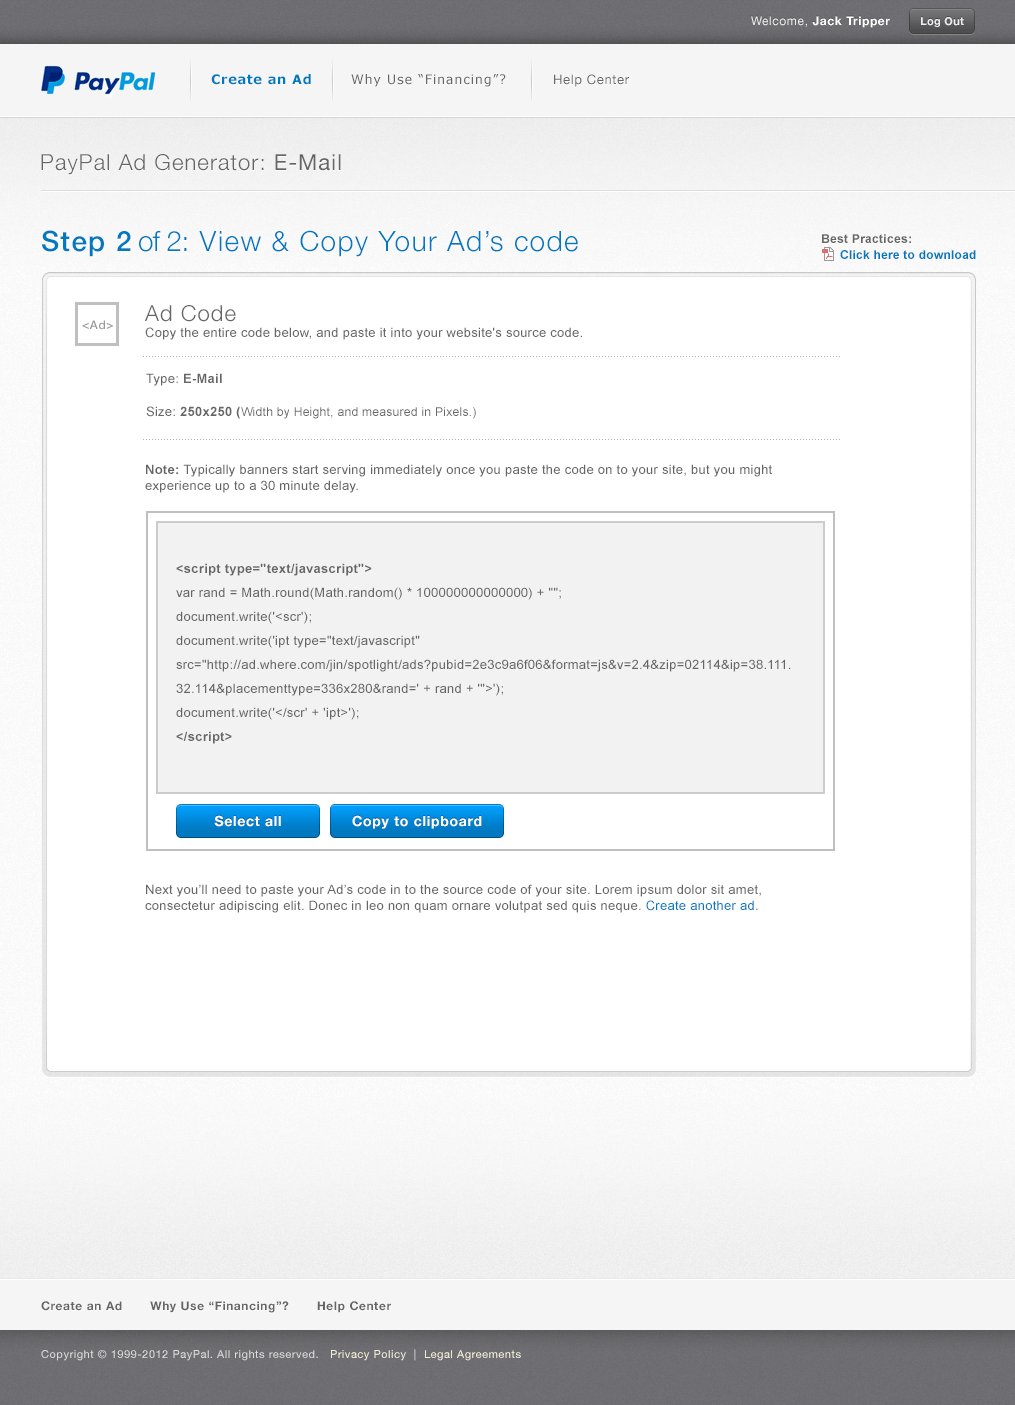 Welcome, Jack Tripper
Log Out
PayPal
Create an Ad
Why Use “Financing”?
Help Center
PayPal Ad Generator: E-Mail
Step 2 of 2: View & Copy Your Ad’s code
Best Practices:
Click here to download
<Ad>
Ad Code
Copy the entire code below, and paste it into your website's source code.
Type: E-Mail
Size: 250x250 (Width by Height, and measured in Pixels.)
Note: Typically banners start serving immediately once you paste the code on to your site, but you might
experience up to a 30 minute delay.
<script type="text/javascript">
var rand = Math.round(Math.random() * 100000000000000) + "";
document.write('<scr');
document.write('ipt type="text/javascript"
src="http://ad.where.com/jin/spotlight/ads?pubid=2e3c9a6f06&format=js&v=2.4&zip=02114&ip=38.111.
32.114&placementtype=336x280&rand=' + rand + '">');
document.write('</scr' + 'ipt>');
</script>
Select all
Copy to clipboard
Next you’ll need to paste your Ad’s code in to the source code of your site. Lorem ipsum dolor sit amet,
consectetur adipiscing elit. Donec in leo non quam ornare volutpat sed quis neque. Create another ad.
Create an Ad
Why Use “Financing”?
Help Center
Copyright © 1999-2012 PayPal. All rights reserved. Privacy Policy | Legal Agreements